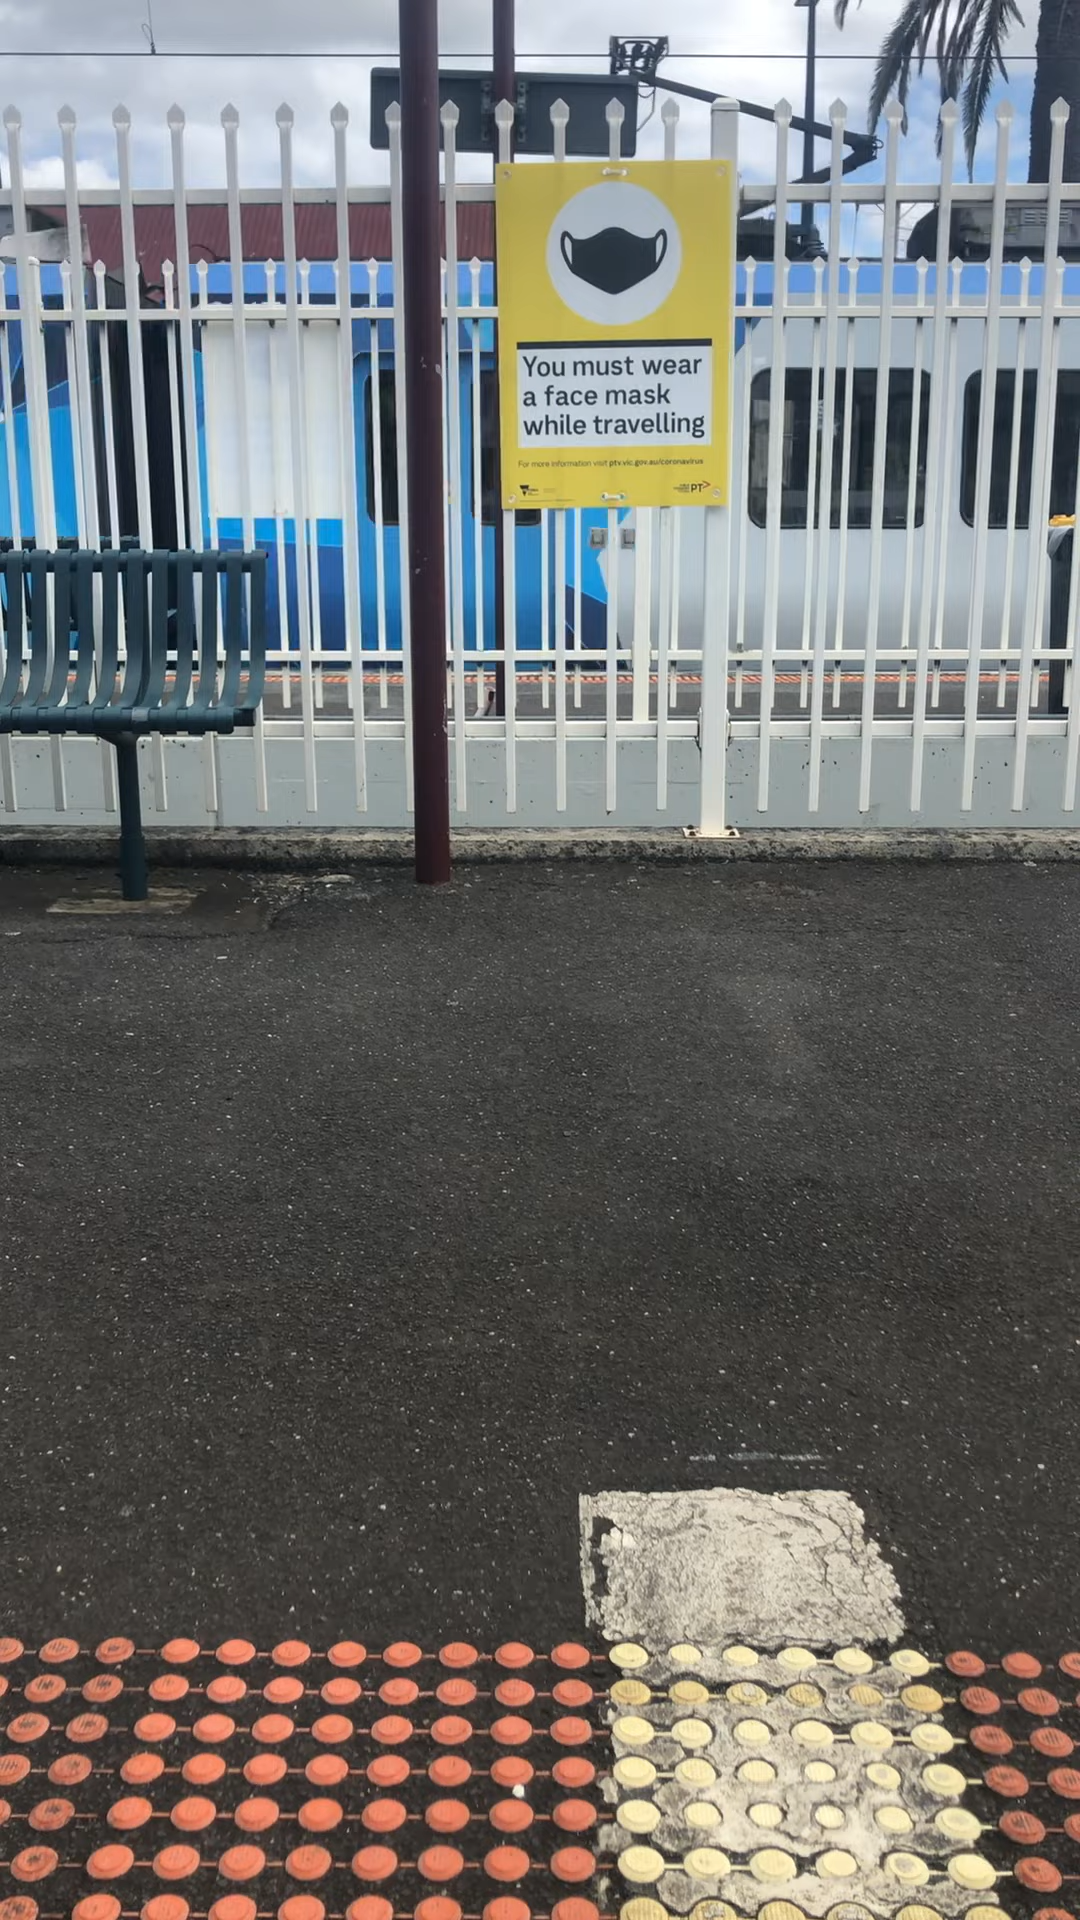 You must wear
a face mask
while travelling
For more information visit ptv.vic.gov.au/coronavirus
PT>